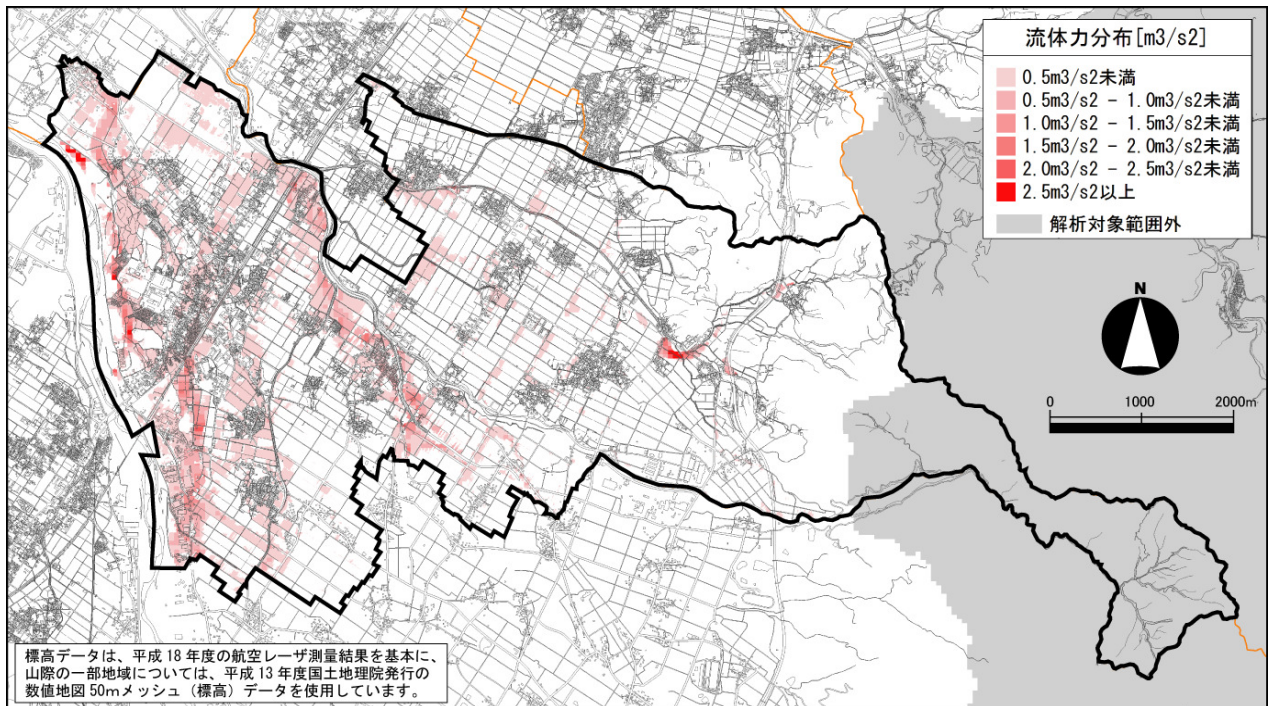 流体力分布[m3/s2]
0.5m3/s2未満
0.5m3/s2 - 1.0m3/s2未満
1.0m3/s2 - 1.5m3/s2未満
1.5m3/s2 - 2.0m3/s2未満
2.0m3/s2 - 2.5m3/s2未満
2.5m3/s2以上
解析対象範囲外
N
0 1000 2000m
標高データは、平成18年度の航空レーザ測量結果を基本に、
山際の一部地域については、平成13年度国土地理院発行の
数値地図50mメッシュ（標高）データを使用しています。